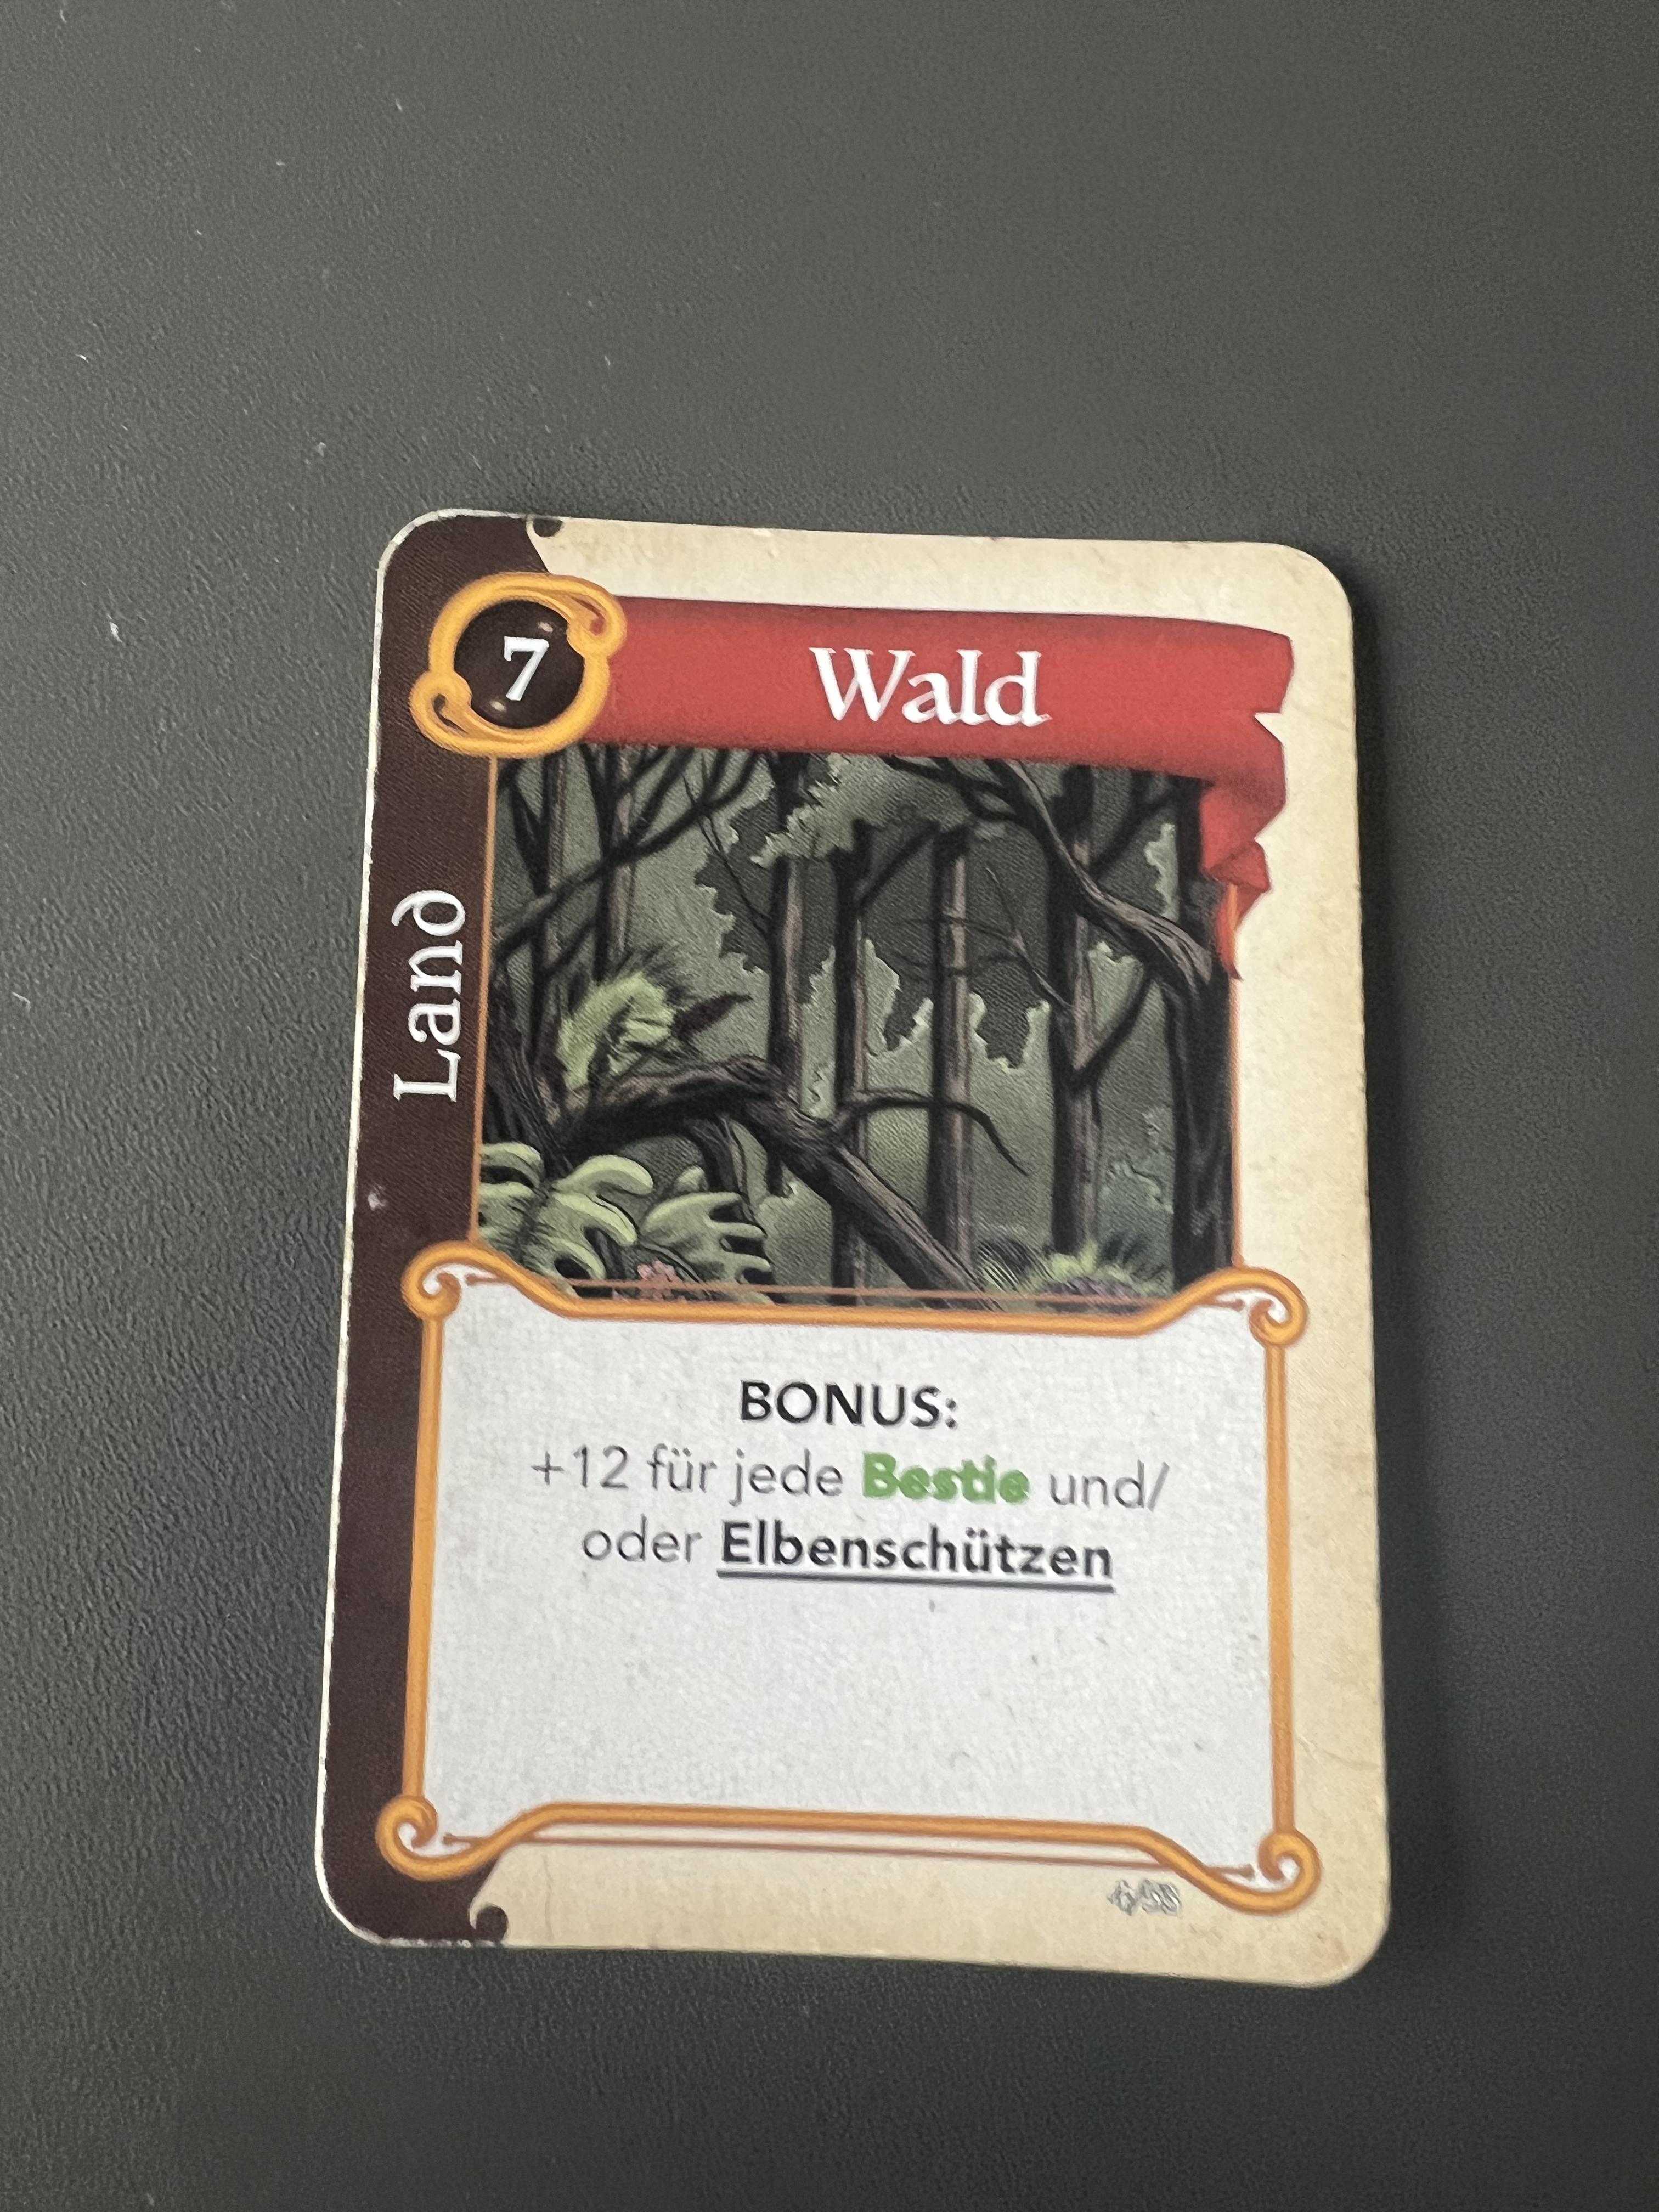 7
Wald
Land
BONUS:
+12 für jede Bestie und/
oder Elbenschützen